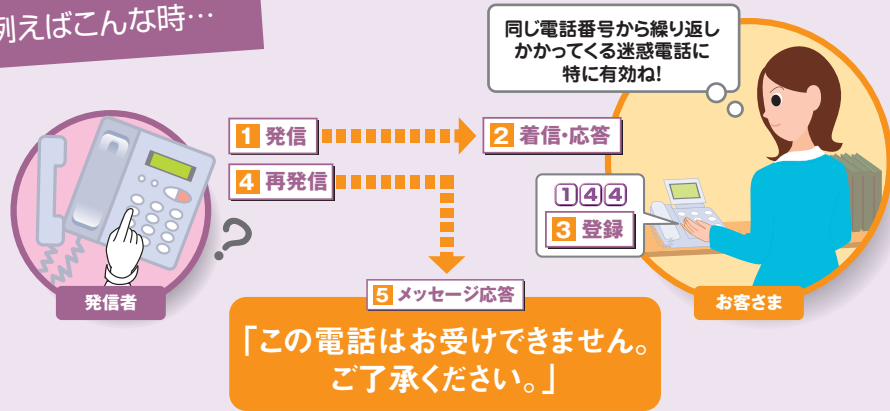 例えばこんな時…
同じ電話番号から繰り返し
かかってくる迷惑電話に
特に有効ね!
1 発信
2 着信・応答
4 再発信
144
3 登録
?
5 メッセージ応答
発信者
お客さま
「この電話はお受けできません。
ご了承ください。」